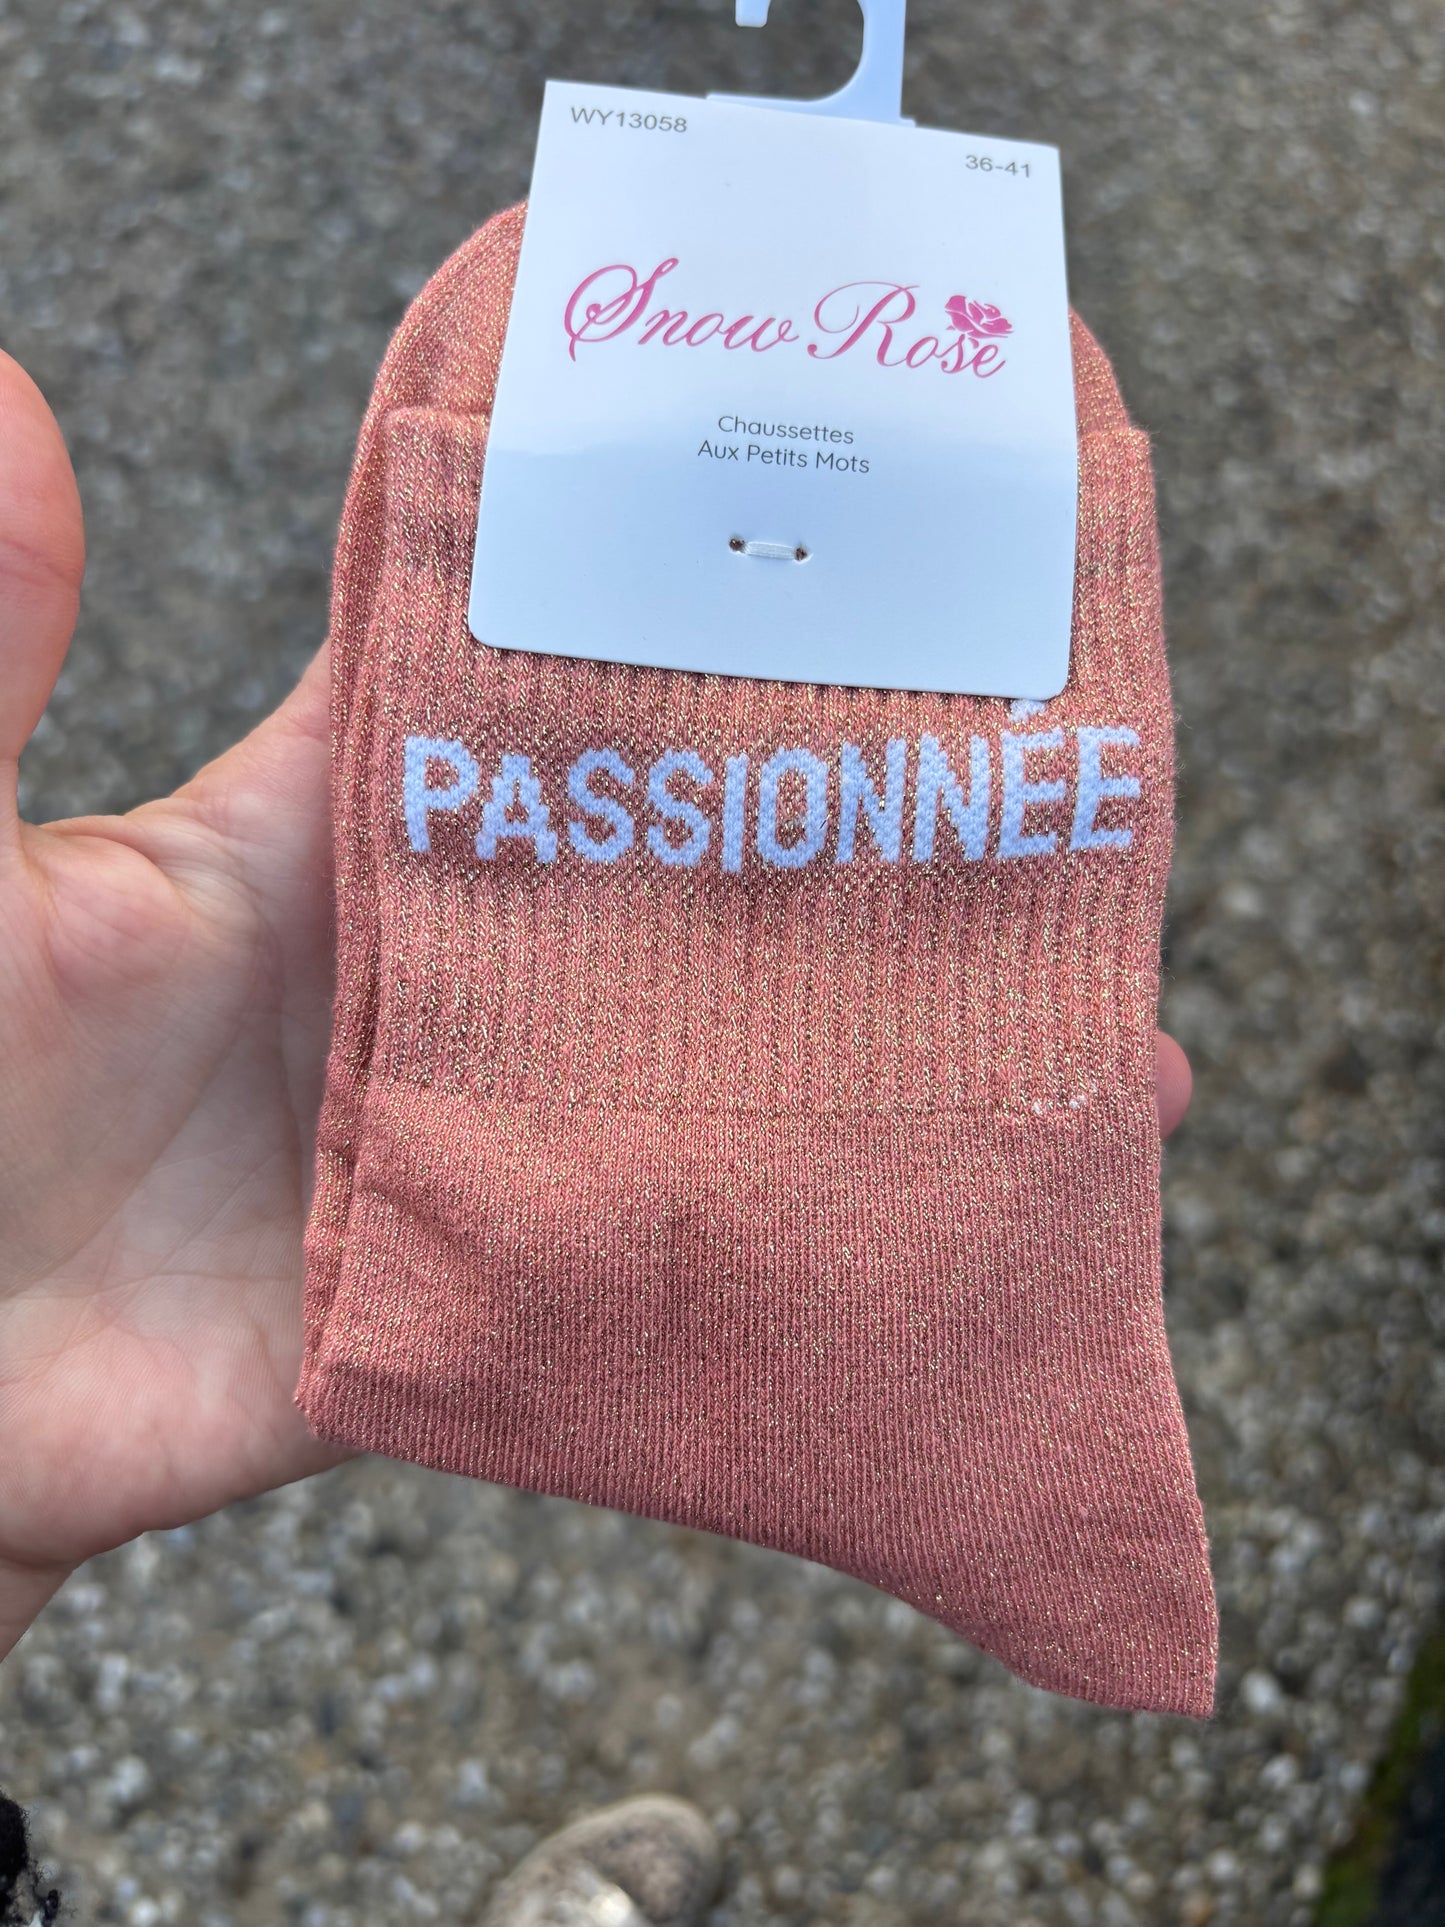 WY13058
36-41
Snow Rose
Chaussettes
Aux Petits Mots
PASSIONNÉE